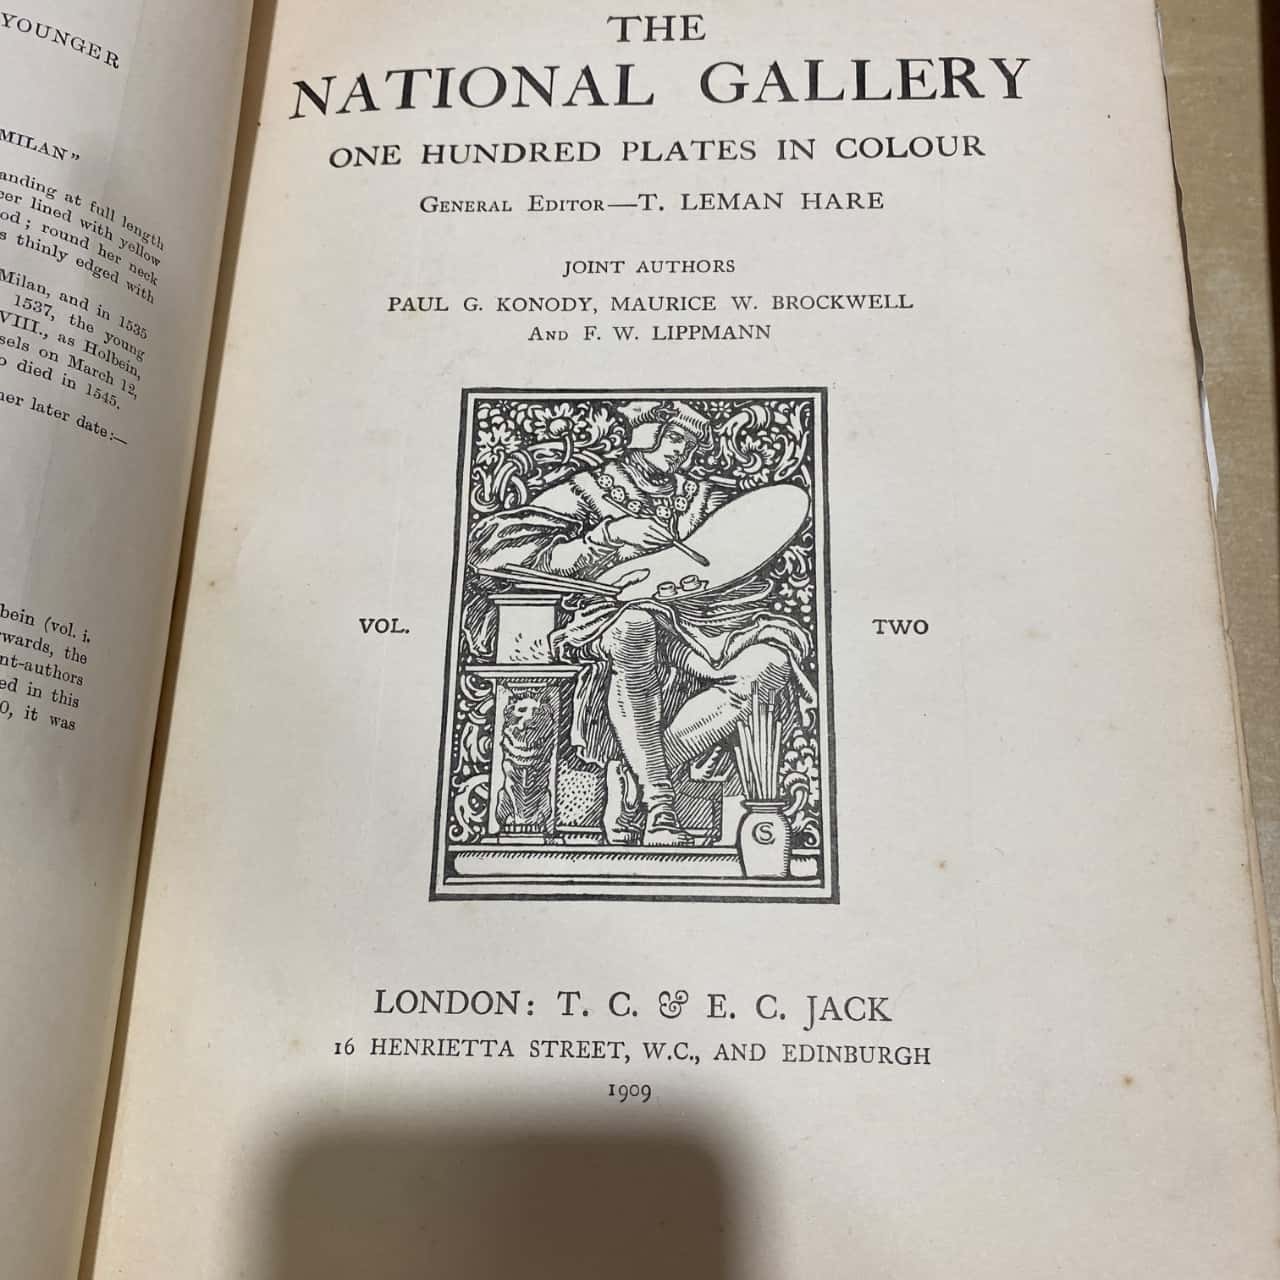 YOUNGER
MILAN"
anding at full length
cer lined with yellow
od; round her neck
s thinly edged with
Milan, and in 1535
1537, the young
VIII., as Holbein,
sels on March 12,
o died in 1545.
her later date:—
bein (vol. i.
wards, the
nt-authors
ed in this
0, it was
THE
NATIONAL GALLERY
ONE HUNDRED PLATES IN COLOUR
GENERAL EDITOR—T. LEMAN HARE
JOINT AUTHORS
PAUL G. KONODY, MAURICE W. BROCKWELL
AND F. W. LIPPMANN
VOL. TWO
CS
LONDON: T. C. & E. C. JACK
16 HENRIETTA STREET, W.C., AND EDINBURGH
1909